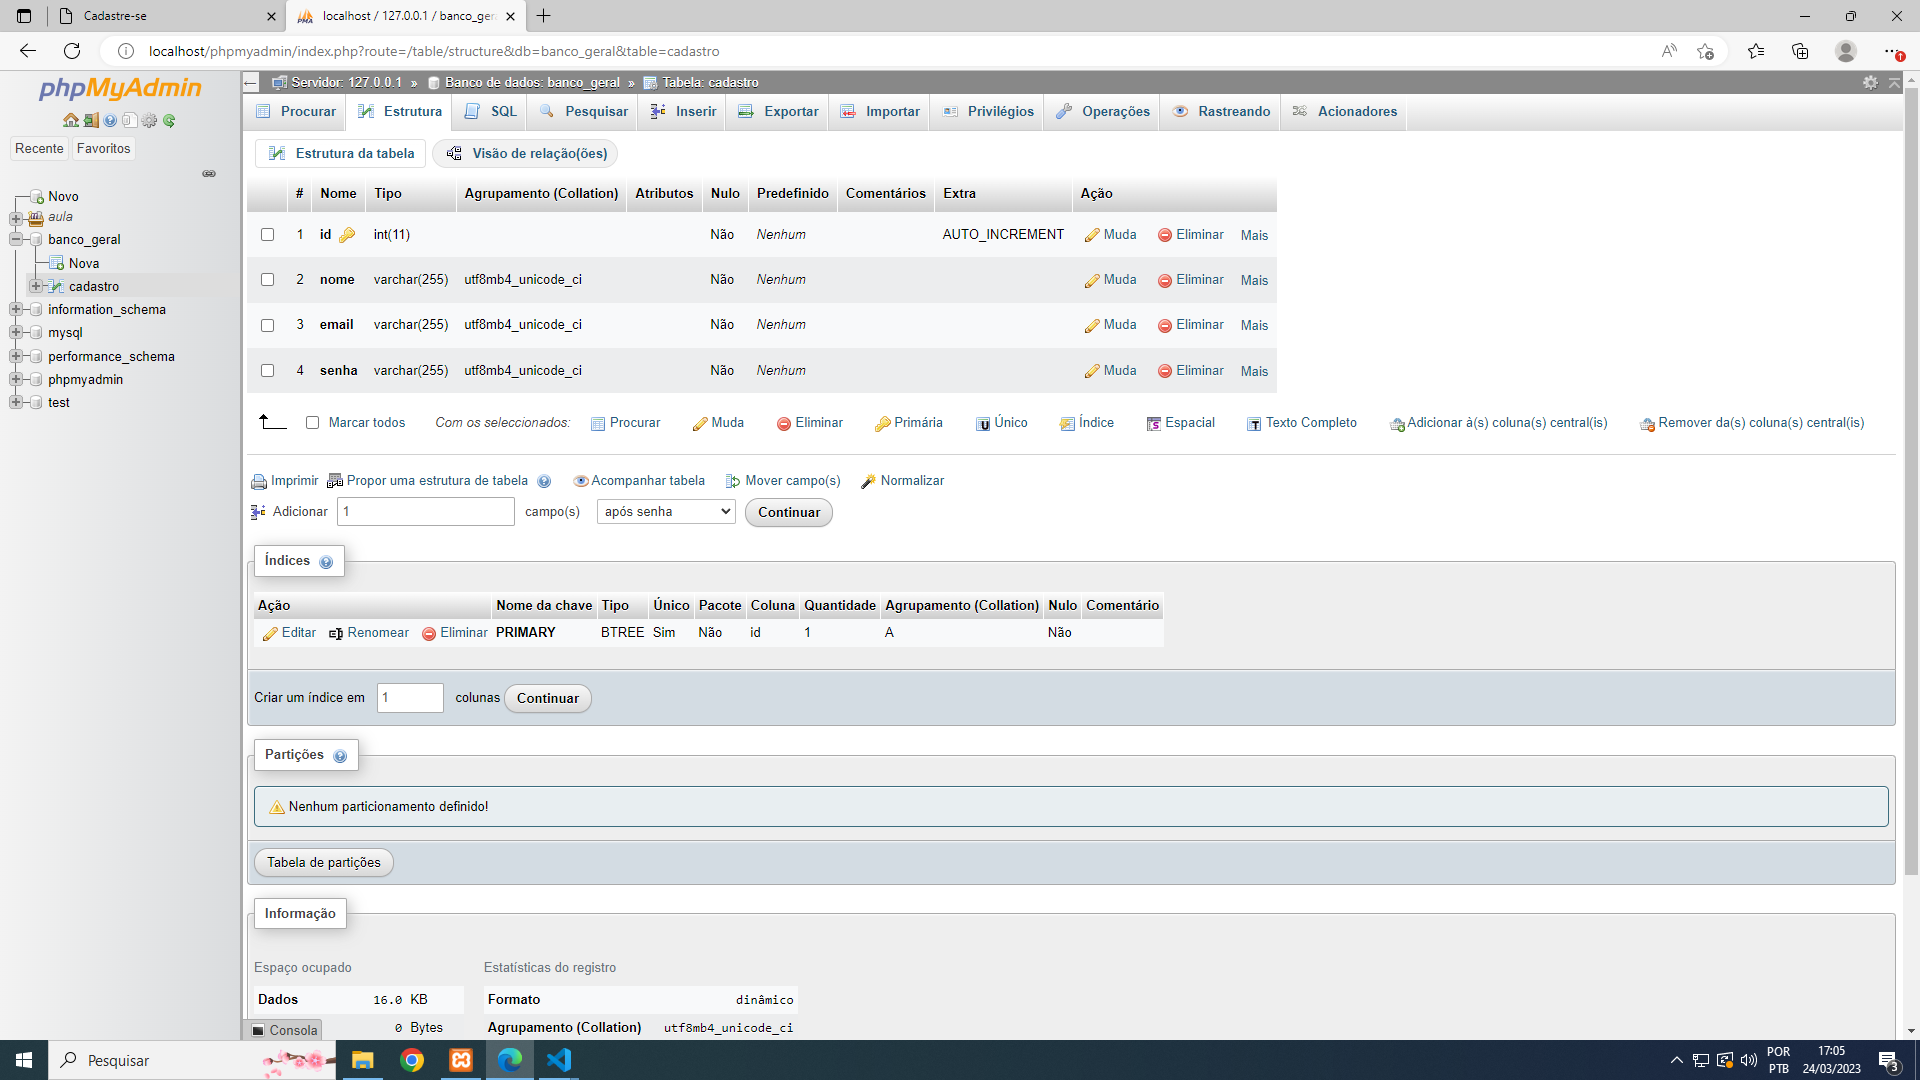 Cadastre-se
localhost / 127.0.0.1 / banco_ger
localhost/phpmyadmin/index.php?route=/table/structure&db=banco_geral&table=cadastro
phpMyAdmin
Recente Favoritos
Novo
aula
banco_geral
Nova
cadastro
information_schema
mysql
performance_schema
phpmyadmin
test
Servidor: 127.0.0.1 » Banco de dados: banco_geral » Tabela: cadastro
Procurar Estrutura SQL Pesquisar Inserir Exportar Importar Privilégios Operações Rastreando Acionadores
Estrutura da tabela Visão de relação(ões)
# Nome Tipo Agrupamento (Collation) Atributos Nulo Predefinido Comentários Extra Ação
1 id int(11) Não Nenhum AUTO_INCREMENT Muda Eliminar Mais
2 nome varchar(255) utf8mb4_unicode_ci Não Nenhum Muda Eliminar Mais
3 email varchar(255) utf8mb4_unicode_ci Não Nenhum Muda Eliminar Mais
4 senha varchar(255) utf8mb4_unicode_ci Não Nenhum Muda Eliminar Mais
Marcar todos Com os seleccionados: Procurar Muda Eliminar Primária Único Índice Espacial Texto Completo Adicionar à(s) coluna(s) central(is) Remover da(s) coluna(s) central(is)
Imprimir Propor uma estrutura de tabela Acompanhar tabela Mover campo(s) Normalizar
Adicionar 1 campo(s) após senha Continuar
Índices
Ação Nome da chave Tipo Único Pacote Coluna Quantidade Agrupamento (Collation) Nulo Comentário
Editar Renomear Eliminar PRIMARY BTREE Sim Não id 1 A Não
Criar um índice em 1 colunas Continuar
Partições
Nenhum particionamento definido!
Tabela de partições
Informação
Espaço ocupado Estatísticas do registro
Dados 16.0 KB Formato dinâmico
0 Bytes Agrupamento (Collation) utf8mb4_unicode_ci
Consola
Pesquisar
POR
PTB
17:05
24/03/2023
3